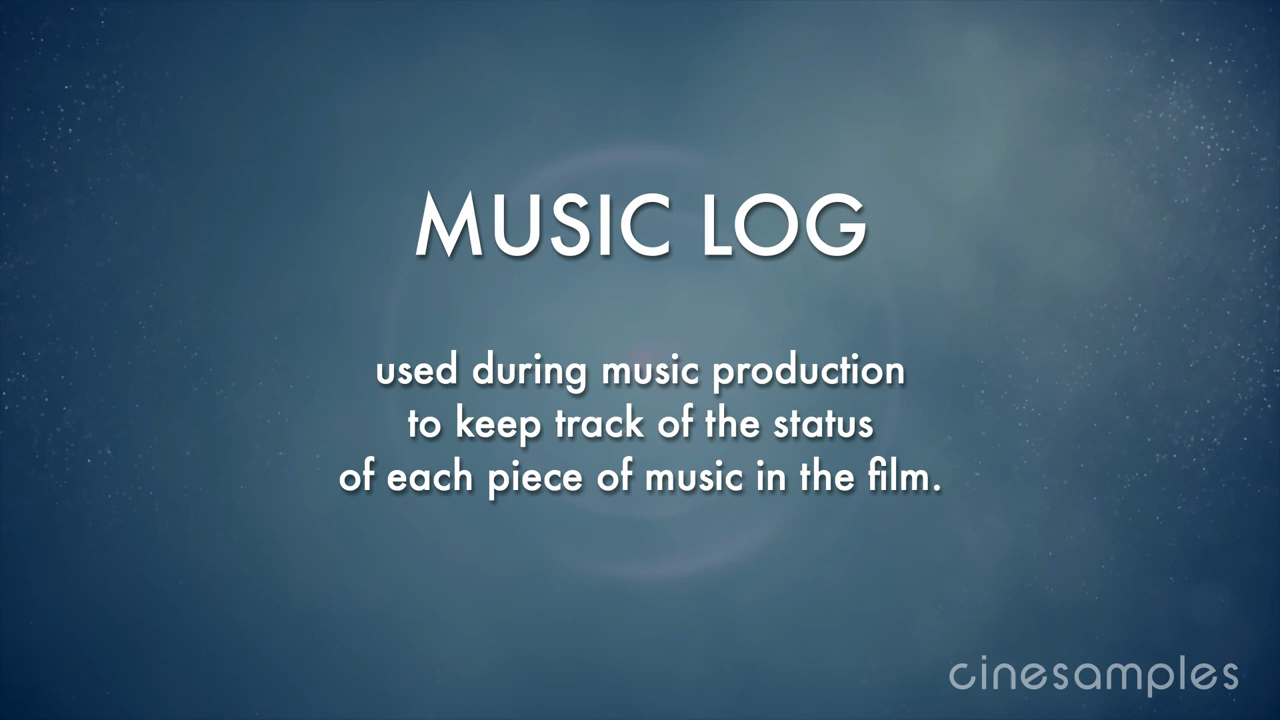 MUSIC LOG
used during music production
to keep track of the status
of each piece of music in the film.
cinesamples